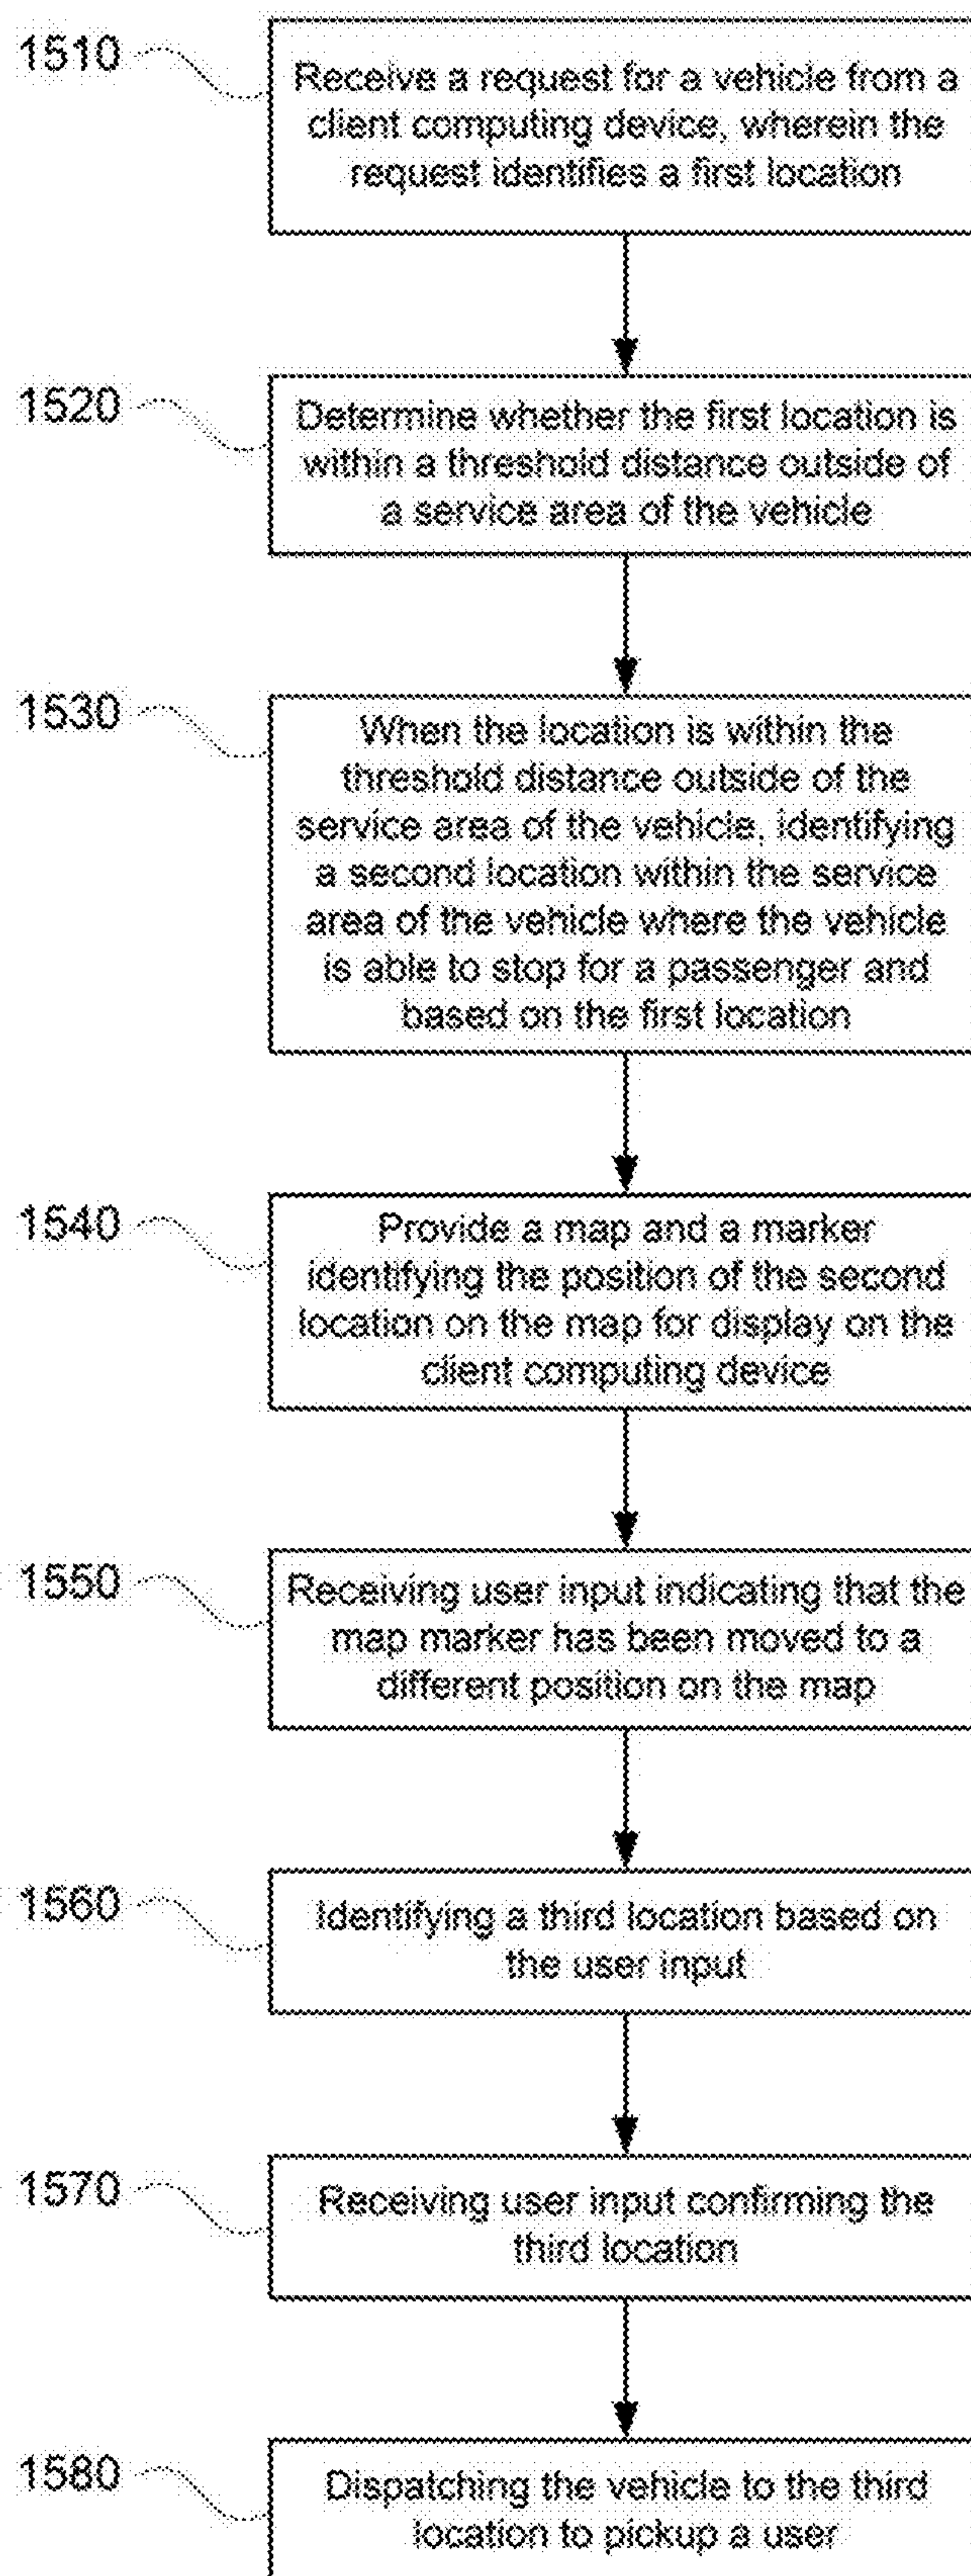 1510
Receive a request for a vehicle from a
client computing device, wherein the
request identifies a first location
1520
Determine whether the first location is
within a threshold distance outside of
a service area of the vehicle
1530
When the location is within the
threshold distance outside of the
service area of the vehicle, identifying
a second location within the service
area of the vehicle where the vehicle
is able to stop for a passenger and
based on the first location
1540
Provide a map and a marker
identifying the position of the second
location on the map for display on the
client computing device
1550
Receiving user input indicating that the
map marker has been moved to a
different position on the map
1560
Identifying a third location based on
the user input
1570
Receiving user input confirming the
third location
1580
Dispatching the vehicle to the third
location to pickup a user